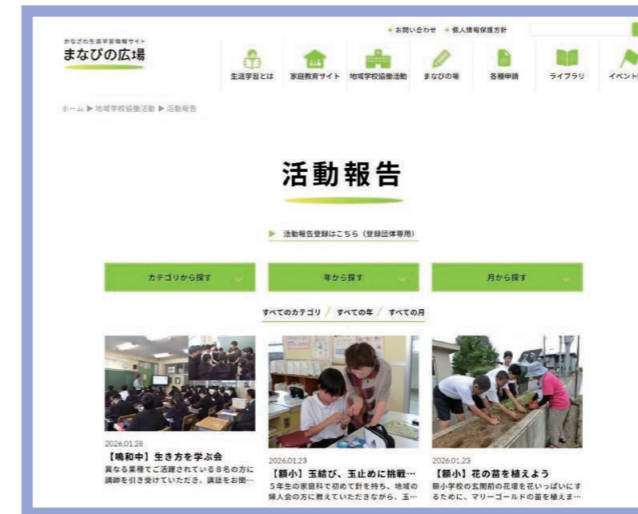 お問い合わせ 個人情報保護方針
かなざわ生涯学習情報サイト
まなびの広場
生涯学習とは 家庭教育サイト 地域学校協働活動 まなびの場 各種申請 ライブラリ イベント
ホーム ▶ 地域学校協働活動 ▶ 活動報告
活動報告
▶ 活動報告登録はこちら（登録団体専用）
カテゴリから探す 年から探す 月から探す
すべてのカテゴリ / すべての年 / すべての月
2026.01.28
【鳴和中】生き方を学ぶ会
異なる業種でご活躍されている８名の方に
講師を引き受けていただき、講話をお聞…
2026.01.23
【額小】玉結び、玉止めに挑戦…
５年生の家庭科で初めて針を持ち、地域の
婦人会の方に教えていただきながら、玉…
2026.01.23
【額小】花の苗を植えよう
額小学校の玄関前の花壇を花いっぱいにす
るために、マリーゴールドの苗を植えま…